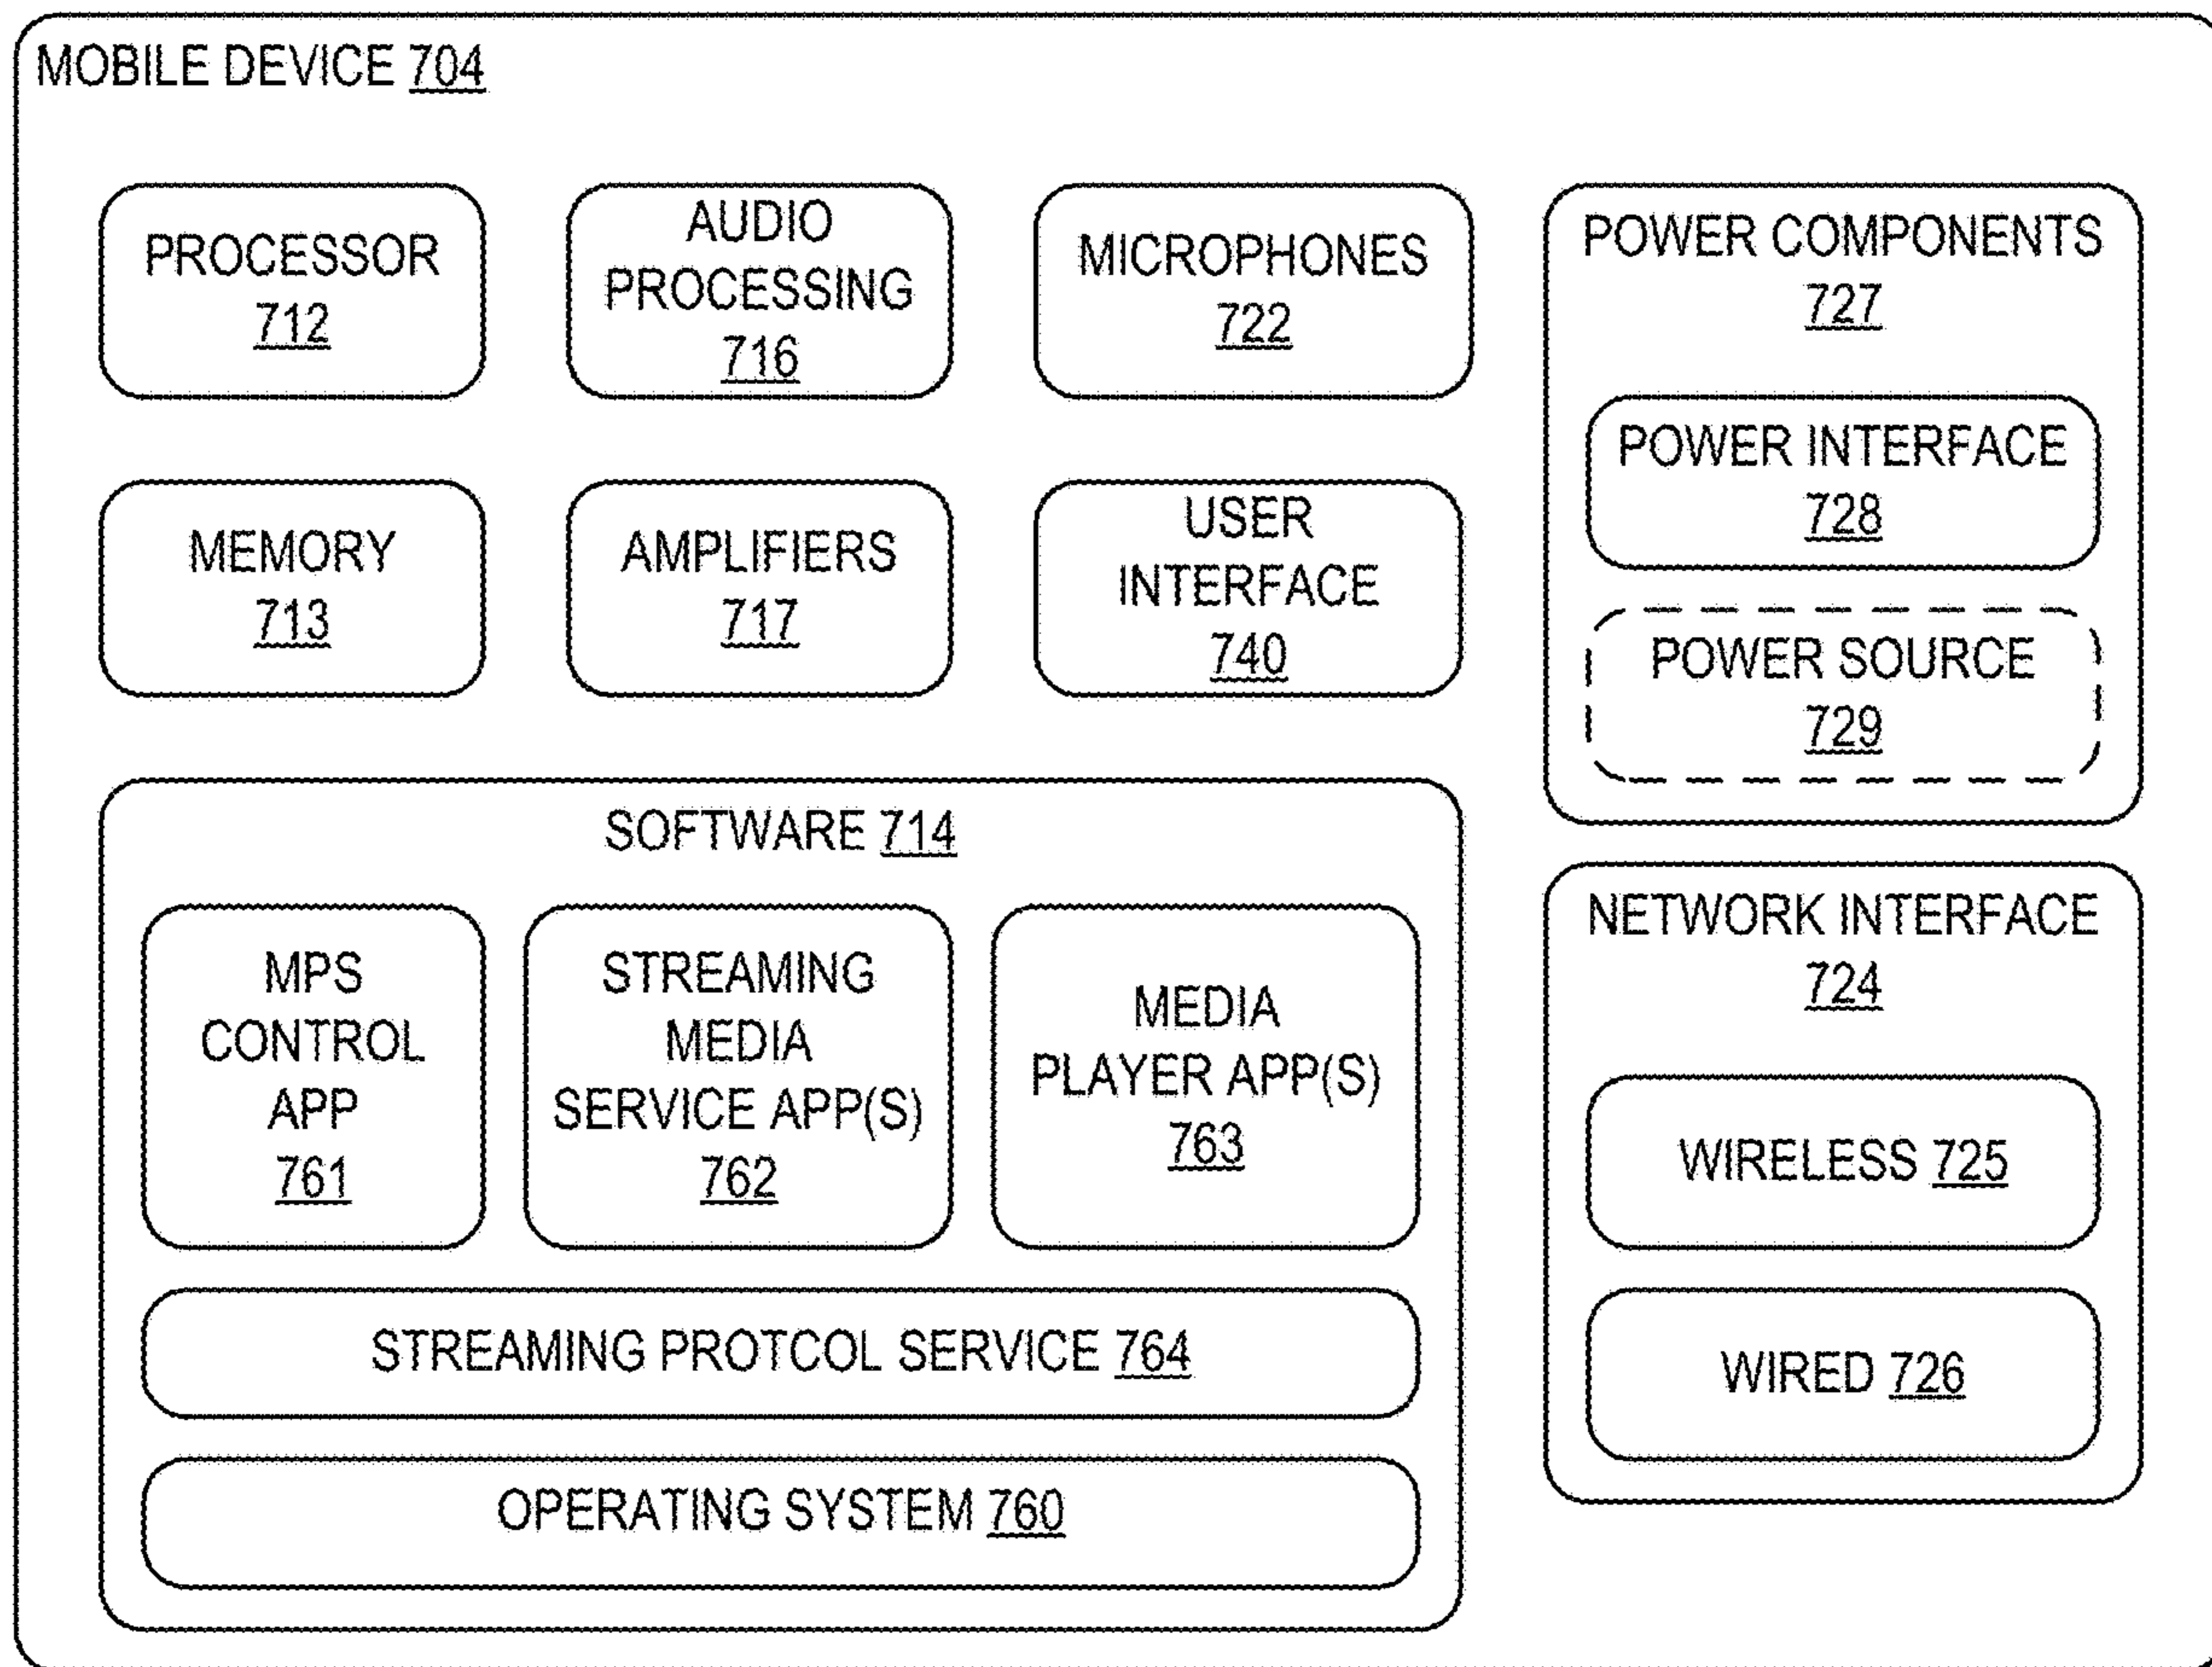 MOBILE DEVICE 704
PROCESSOR
712
AUDIO
PROCESSING
716
MICROPHONES
722
POWER COMPONENTS
727
POWER INTERFACE
728
POWER SOURCE
729
MEMORY
713
AMPLIFIERS
717
USER
INTERFACE
740
SOFTWARE 714
MPS
CONTROL
APP
761
STREAMING
MEDIA
SERVICE APP(S)
762
MEDIA
PLAYER APP(S)
763
STREAMING PROTCOL SERVICE 764
OPERATING SYSTEM 760
NETWORK INTERFACE
724
WIRELESS 725
WIRED 726